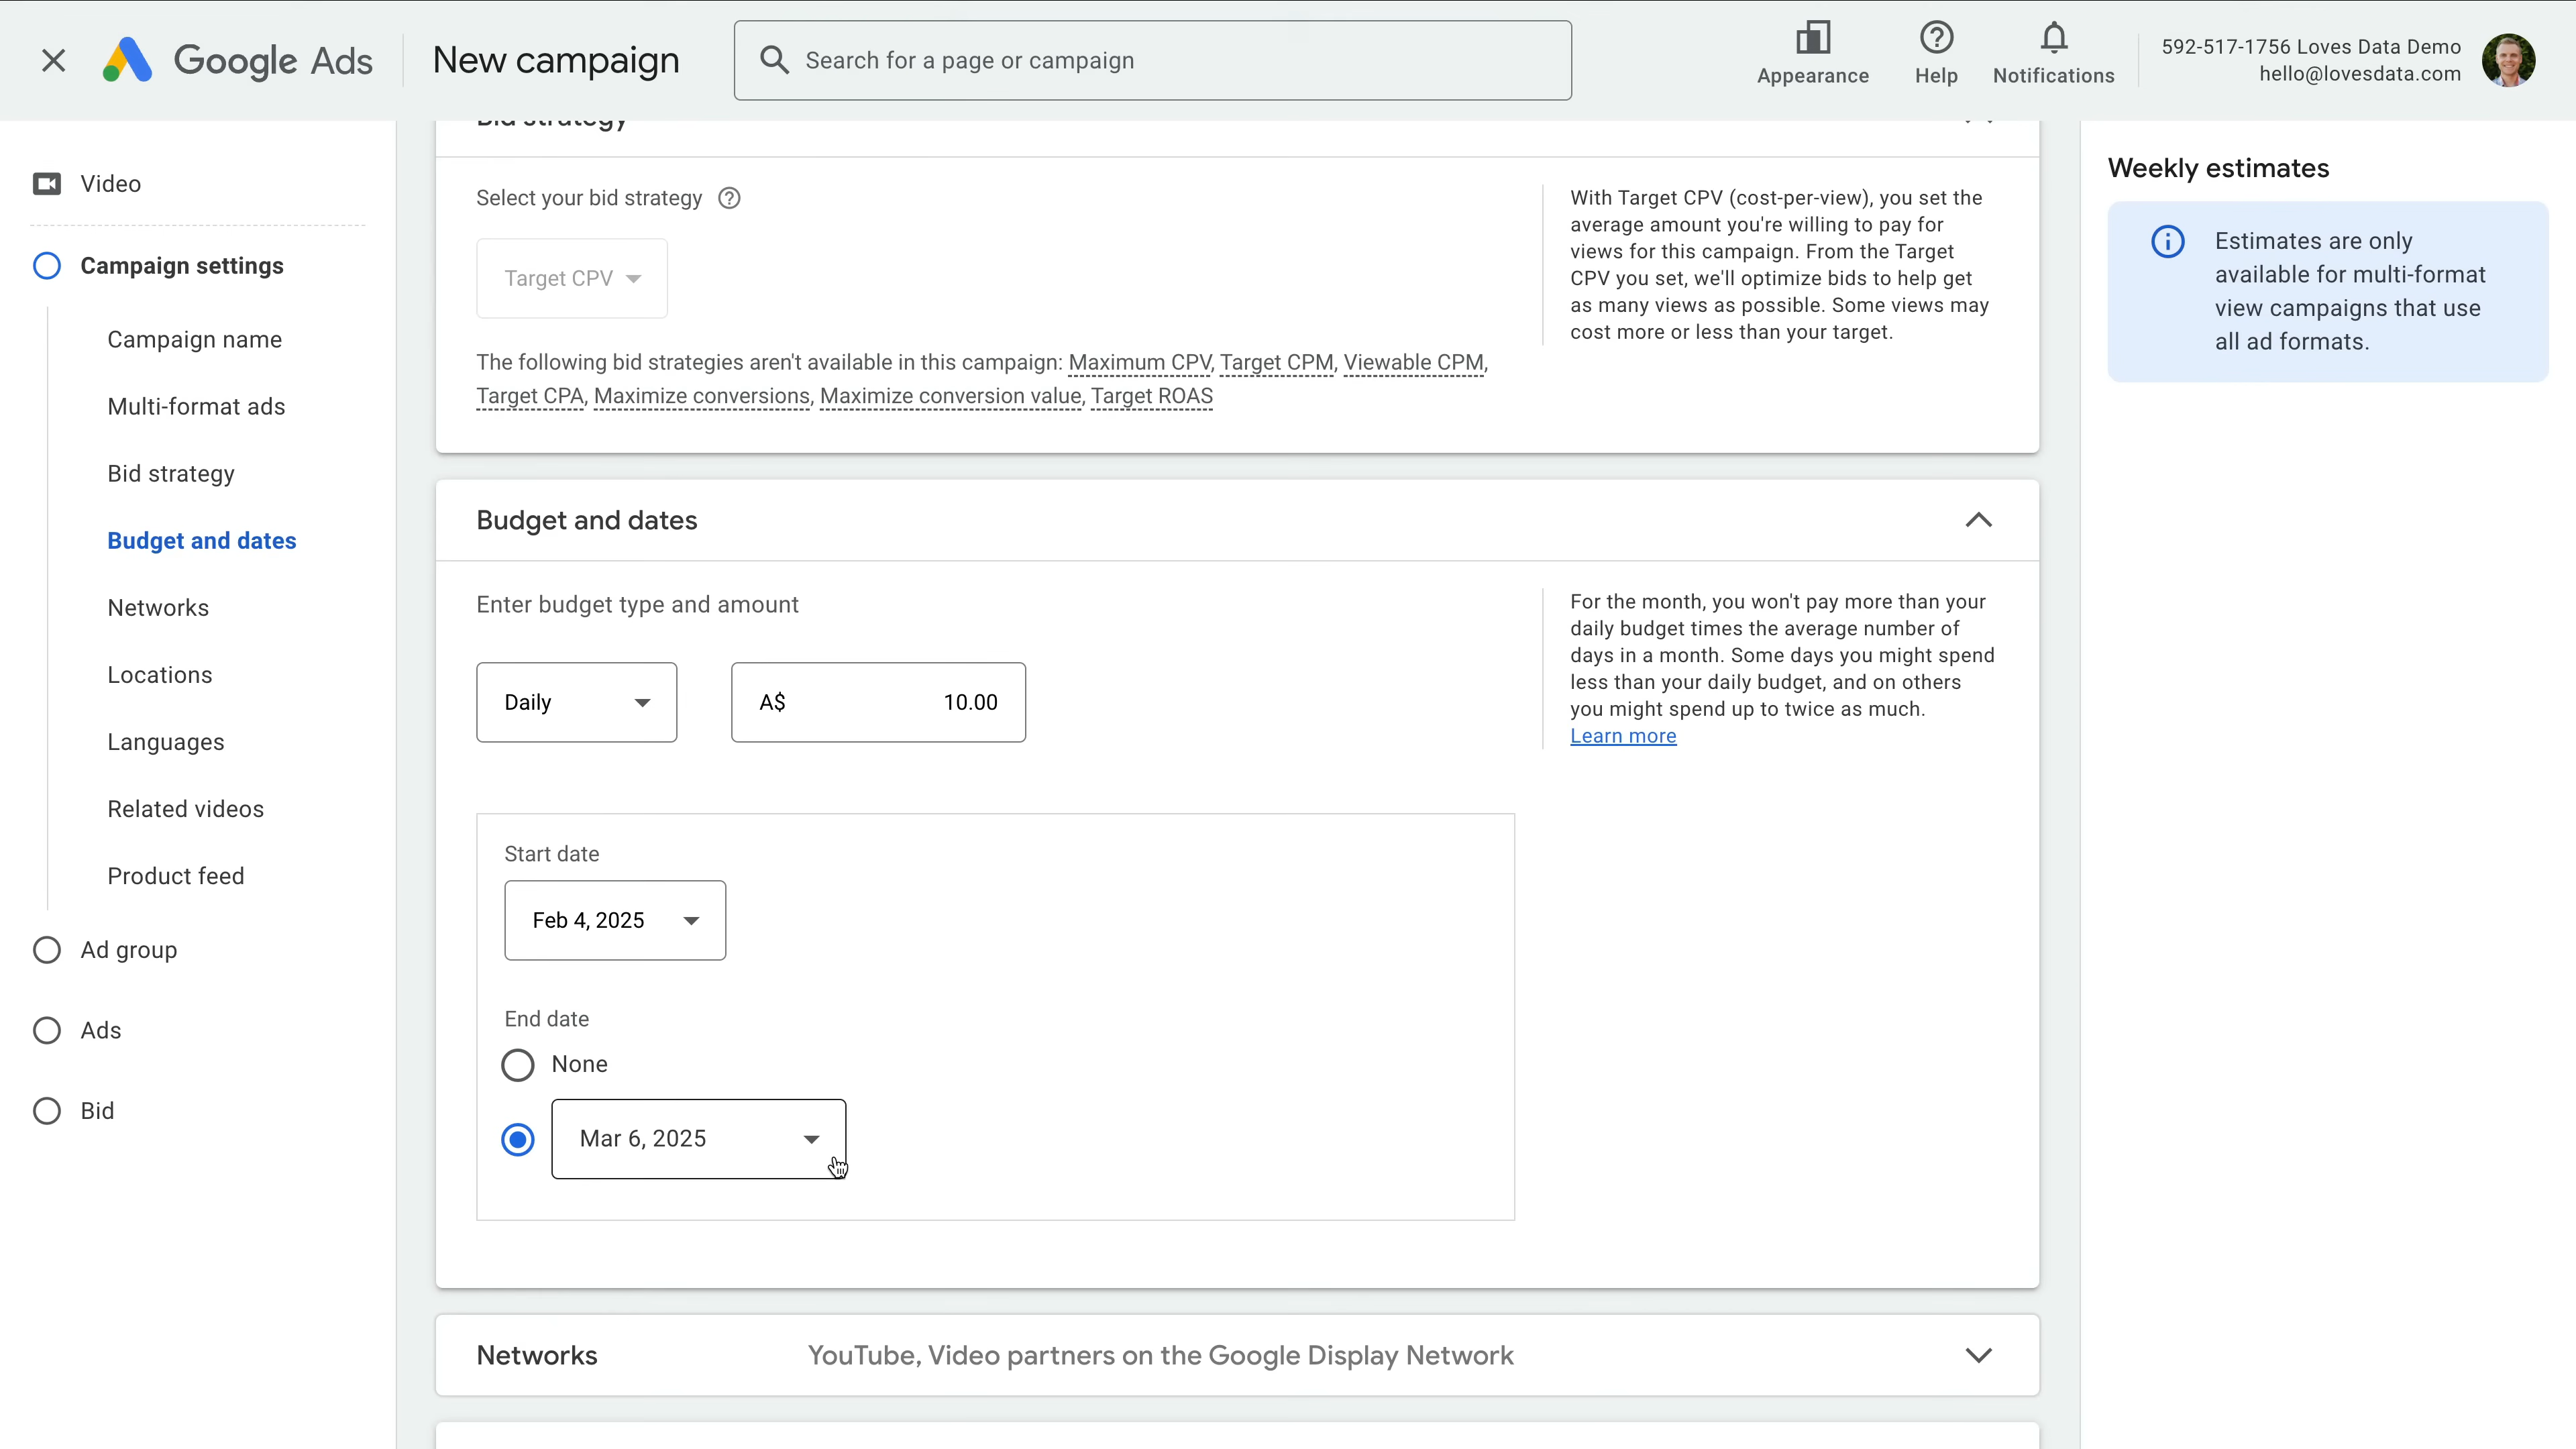 Google Ads
New campaign
Search for a page or campaign
Appearance
Help
Notifications
592-517-1756 Loves Data Demo
hello@lovesdata.com
Video
Campaign settings
Campaign name
Multi-format ads
Bid strategy
Budget and dates
Networks
Locations
Languages
Related videos
Product feed
Ad group
Ads
Bid
Bid strategy
Select your bid strategy
Target CPV
The following bid strategies aren't available in this campaign: Maximum CPV, Target CPM, Viewable CPM,
Target CPA, Maximize conversions, Maximize conversion value, Target ROAS
With Target CPV (cost-per-view), you set the
average amount you're willing to pay for
views for this campaign. From the Target
CPV you set, we'll optimize bids to help get
as many views as possible. Some views may
cost more or less than your target.
Budget and dates
Enter budget type and amount
Daily
A$ 10.00
For the month, you won't pay more than your
daily budget times the average number of
days in a month. Some days you might spend
less than your daily budget, and on others
you might spend up to twice as much.
Learn more
Start date
Feb 4, 2025
End date
None
Mar 6, 2025
Networks
YouTube, Video partners on the Google Display Network
Weekly estimates
Estimates are only
available for multi-format
view campaigns that use
all ad formats.